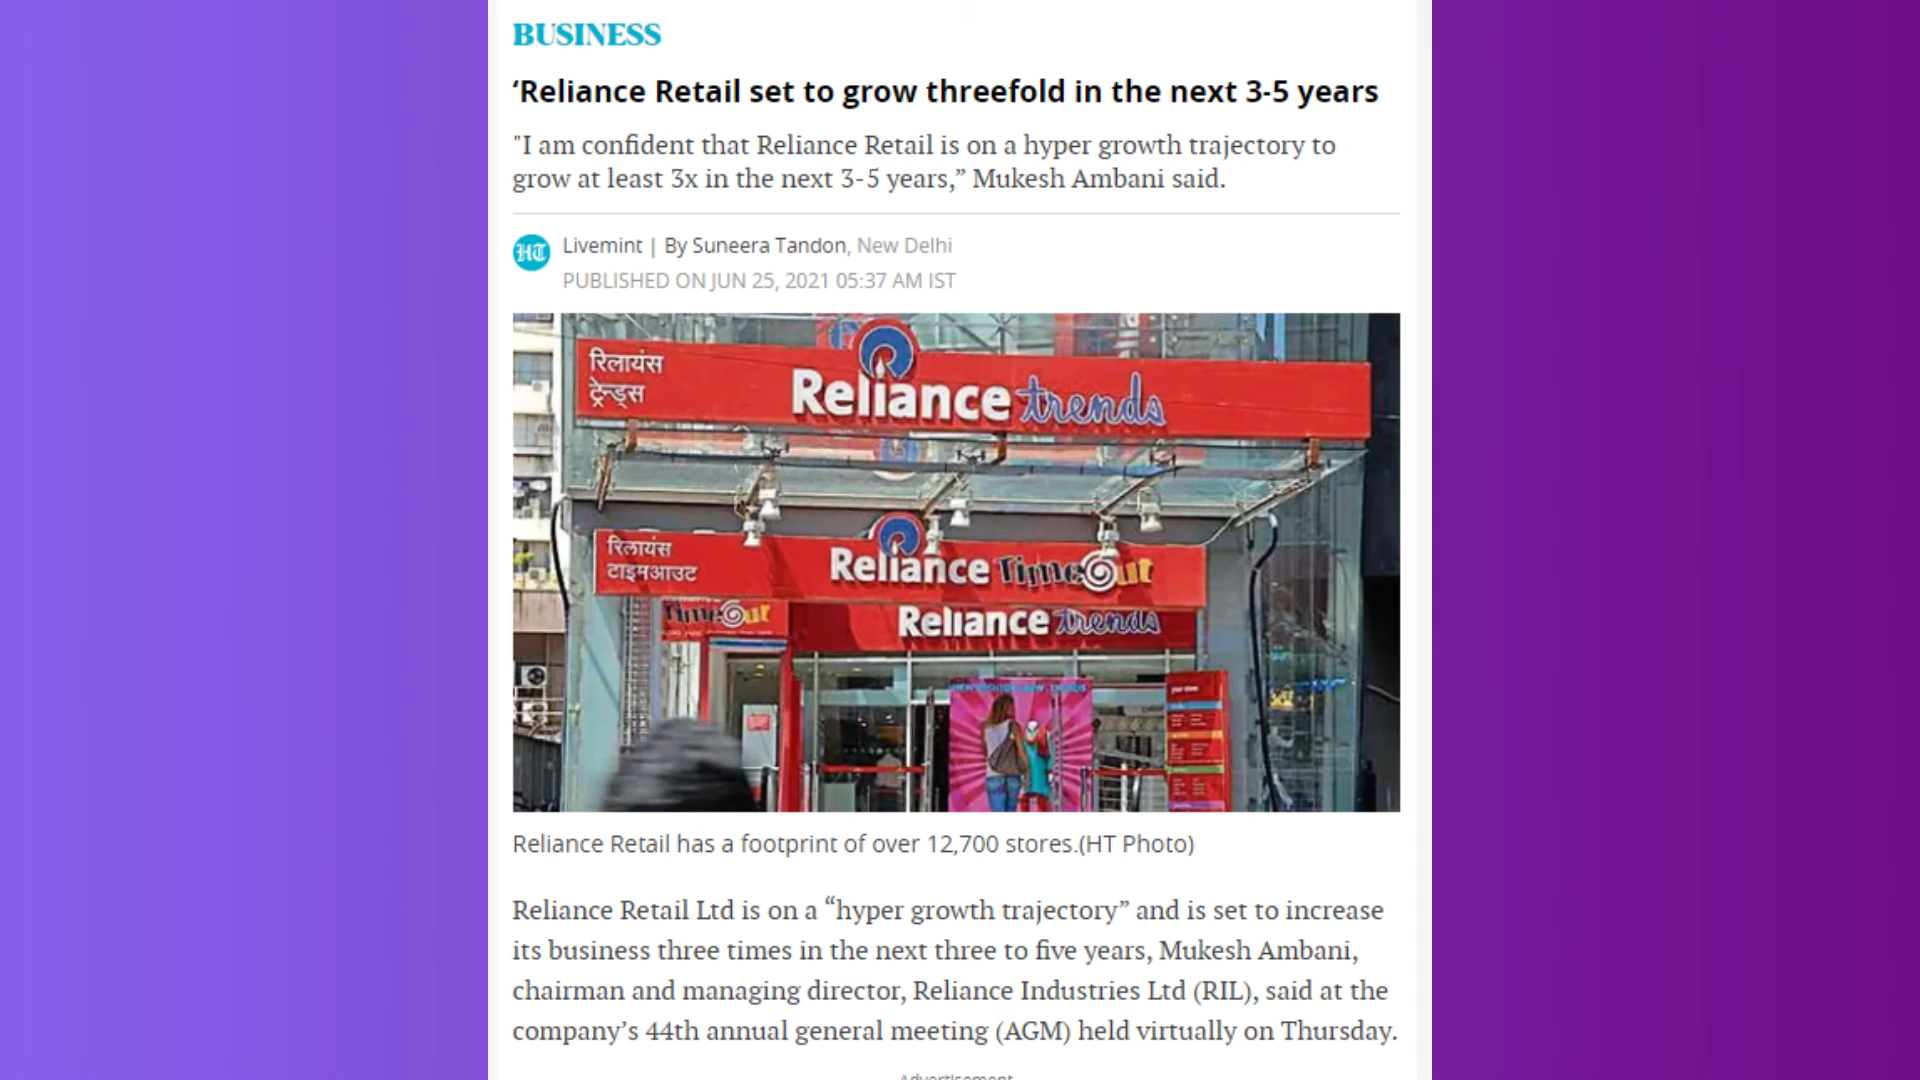 BUSINESS
‘Reliance Retail set to grow threefold in the next 3-5 years
"I am confident that Reliance Retail is on a hyper growth trajectory to
grow at least 3x in the next 3-5 years,” Mukesh Ambani said.
HT
Livemint | By Suneera Tandon, New Delhi
PUBLISHED ON JUN 25, 2021 05:37 AM IST
रिलायंस
ट्रेन्ड्स
Reliance trends
रिलायंस
टाइमआउट
Reliance TimeOut
TimeOut
Reliance trends
Reliance Retail has a footprint of over 12,700 stores.(HT Photo)
Reliance Retail Ltd is on a “hyper growth trajectory” and is set to increase
its business three times in the next three to five years, Mukesh Ambani,
chairman and managing director, Reliance Industries Ltd (RIL), said at the
company’s 44th annual general meeting (AGM) held virtually on Thursday.
Advertisement